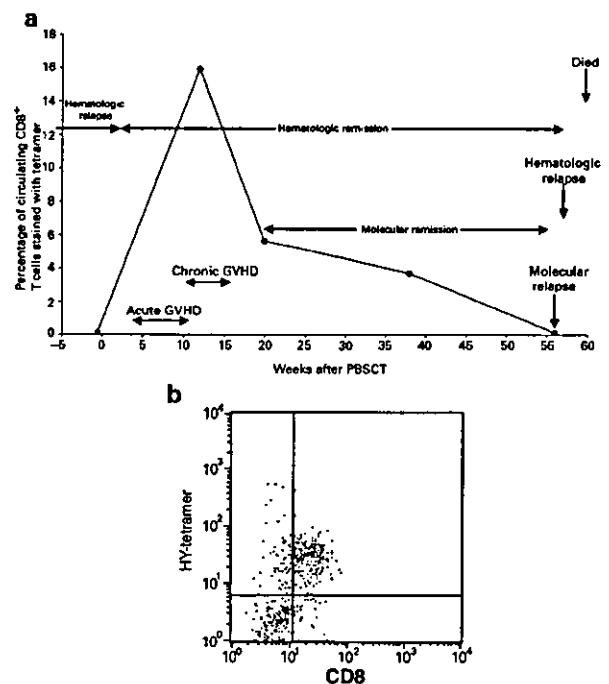 a
Percentage of circulating CD8+
T cells stained with tetramer
18
16
14
12
10
8
6
4
2
0
Died
Hematologic
relapse
Hematologic remission
Hematologic
relapse
Molecular remission
Chronic GVHD
Molecular
relapse
Acute GVHD
−5 0 10 15 20 25 30 35 40 45 50 56 60
Weeks after PBSCT
b
HY-tetramer
10⁴
10³
10²
10¹
10⁰
10⁰ 10¹ 10² 10³ 10⁴
CD8